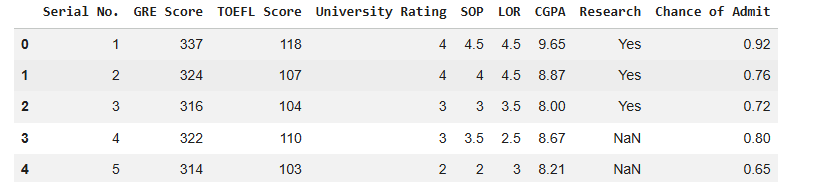 Serial No. GRE Score TOEFL Score University Rating SOP LOR CGPA Research Chance of Admit
0 1 337 118 4 4.5 4.5 9.65 Yes 0.92
1 2 324 107 4 4 4.5 8.87 Yes 0.76
2 3 316 104 3 3 3.5 8.00 Yes 0.72
3 4 322 110 3 3.5 2.5 8.67 NaN 0.80
4 5 314 103 2 2 3 8.21 NaN 0.65